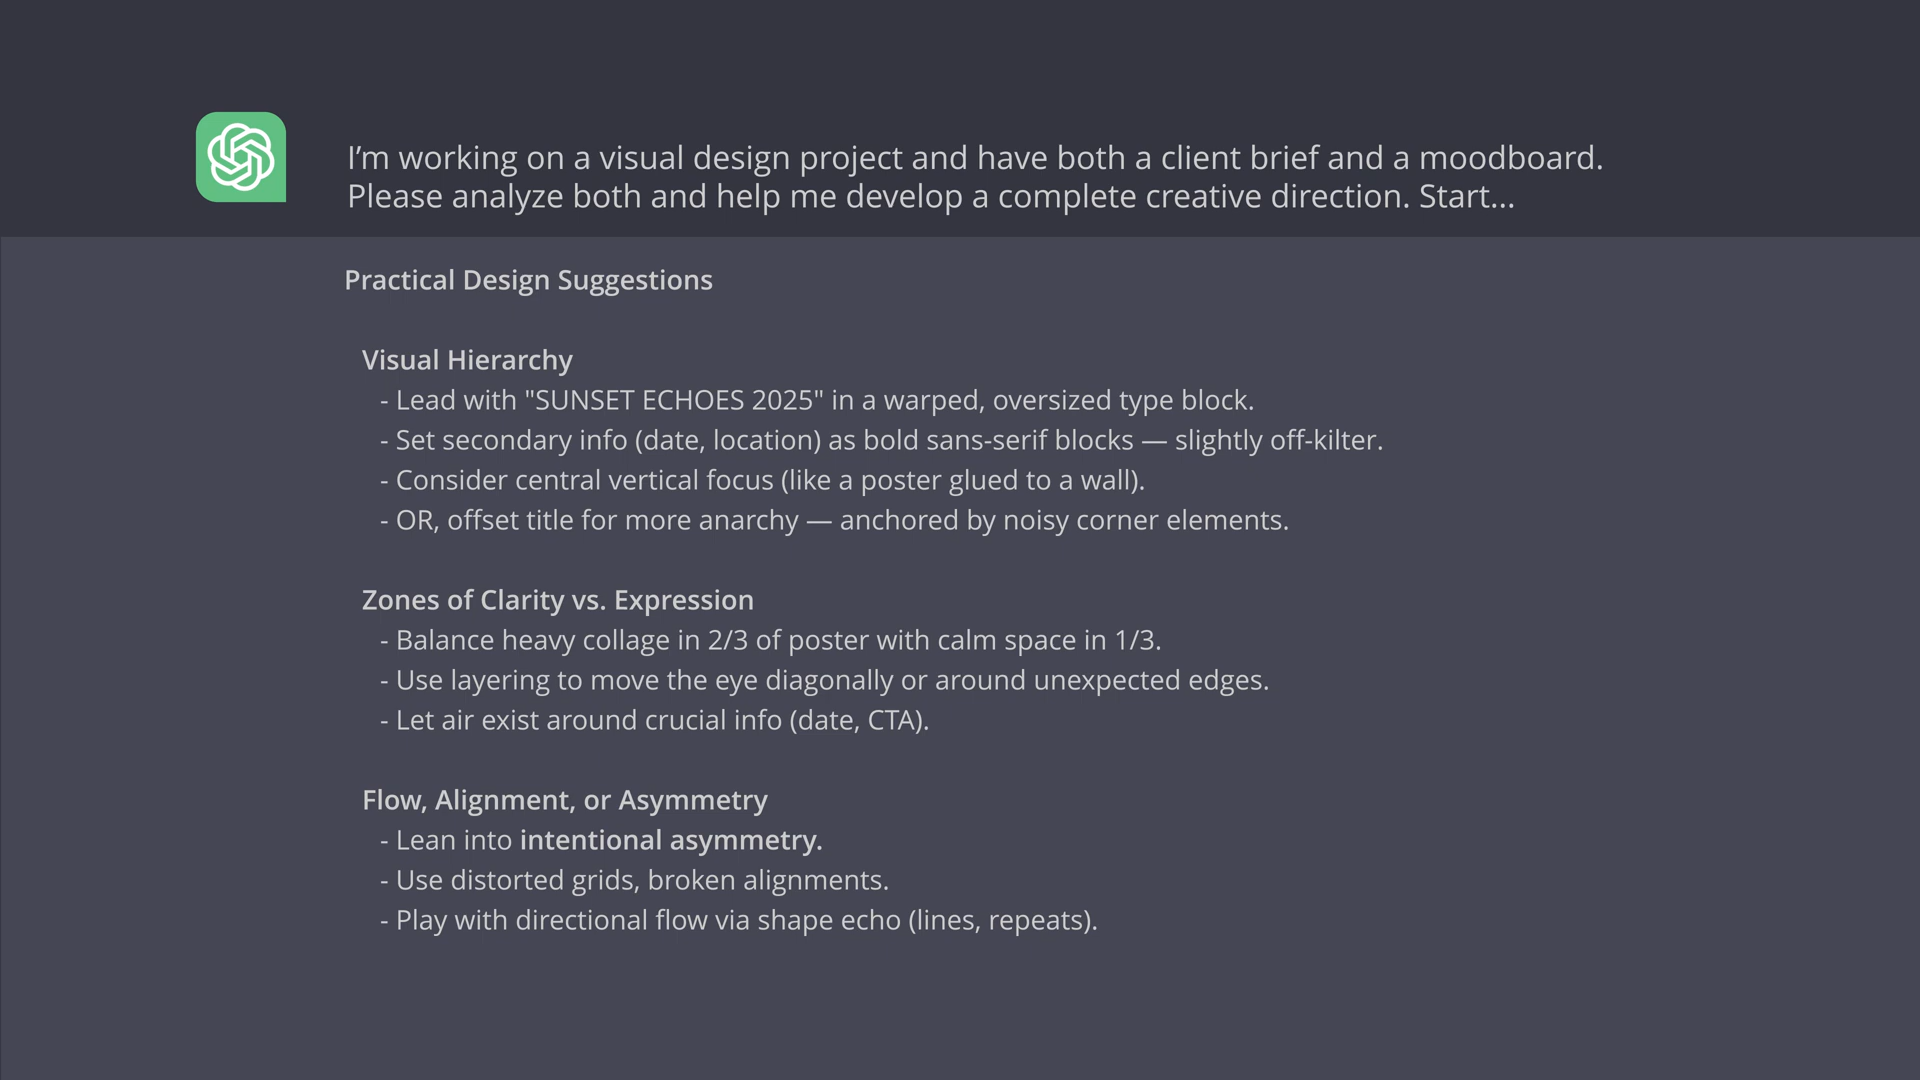 I’m working on a visual design project and have both a client brief and a moodboard.
Please analyze both and help me develop a complete creative direction. Start...
Practical Design Suggestions
Visual Hierarchy
- Lead with "SUNSET ECHOES 2025" in a warped, oversized type block.
- Set secondary info (date, location) as bold sans-serif blocks — slightly off-kilter.
- Consider central vertical focus (like a poster glued to a wall).
- OR, offset title for more anarchy — anchored by noisy corner elements.
Zones of Clarity vs. Expression
- Balance heavy collage in 2/3 of poster with calm space in 1/3.
- Use layering to move the eye diagonally or around unexpected edges.
- Let air exist around crucial info (date, CTA).
Flow, Alignment, or Asymmetry
- Lean into intentional asymmetry.
- Use distorted grids, broken alignments.
- Play with directional flow via shape echo (lines, repeats).